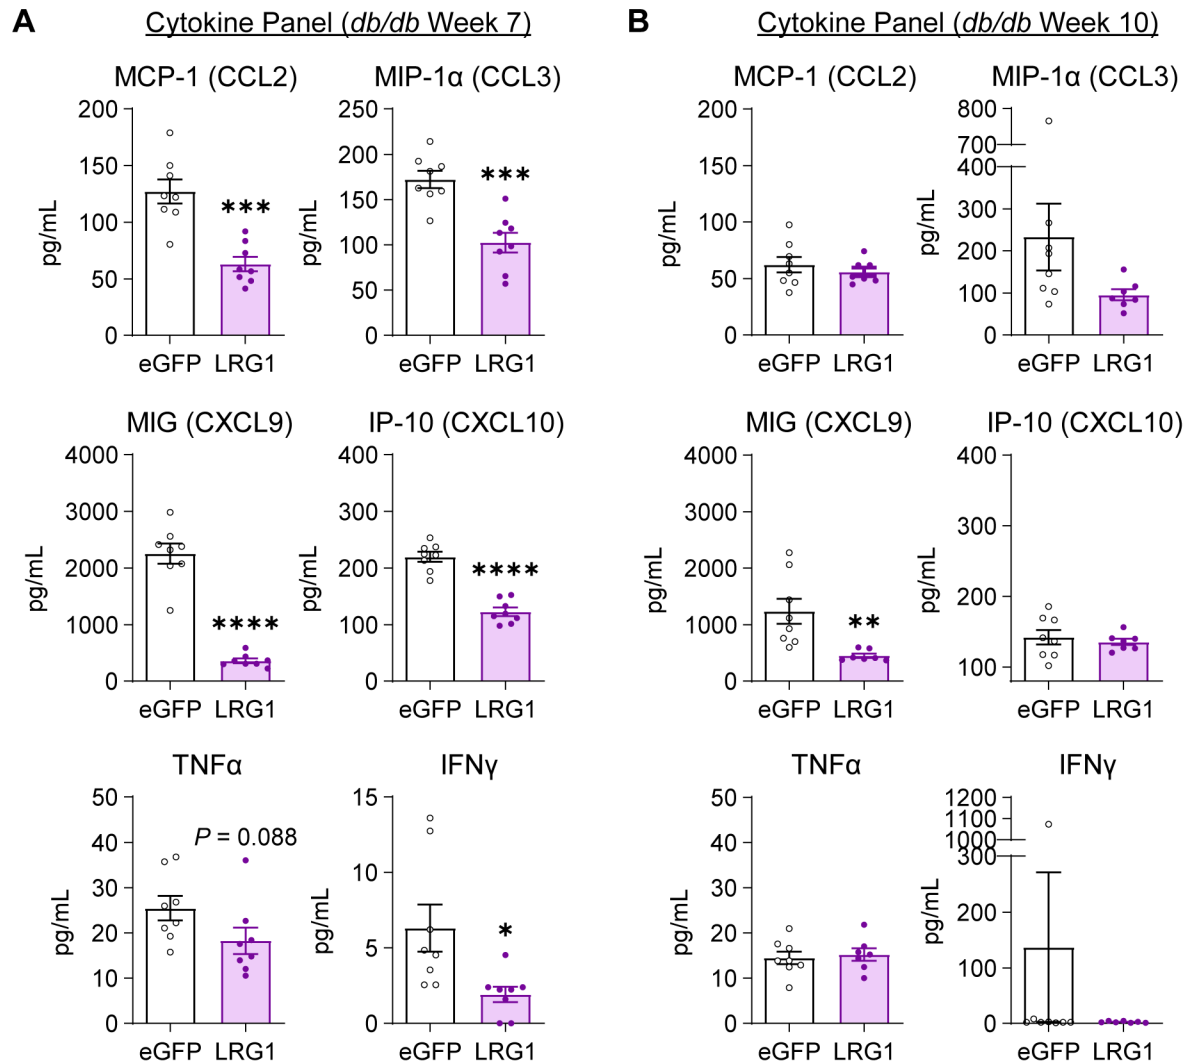 A Cytokine Panel (db/db Week 7)
MCP-1 (CCL2)
pg/mL
200
150
100
50
0
eGFP LRG1
***
MIP-1α (CCL3)
pg/mL
250
200
150
100
50
0
eGFP LRG1
***
MIG (CXCL9)
pg/mL
4000
3000
2000
1000
0
eGFP LRG1
****
IP-10 (CXCL10)
pg/mL
400
300
200
100
0
eGFP LRG1
****
TNFα
pg/mL
50
40
30
20
10
0
eGFP LRG1
P = 0.088
IFNγ
pg/mL
15
10
5
0
eGFP LRG1
*
B Cytokine Panel (db/db Week 10)
MCP-1 (CCL2)
pg/mL
200
150
100
50
0
eGFP LRG1
MIP-1α (CCL3)
pg/mL
800
700
400
300
200
100
0
eGFP LRG1
MIG (CXCL9)
pg/mL
4000
3000
2000
1000
0
eGFP LRG1
**
IP-10 (CXCL10)
pg/mL
400
300
200
100
eGFP LRG1
TNFα
pg/mL
50
40
30
20
10
0
eGFP LRG1
IFNγ
pg/mL
1200
1100
1000
300
200
100
0
eGFP LRG1